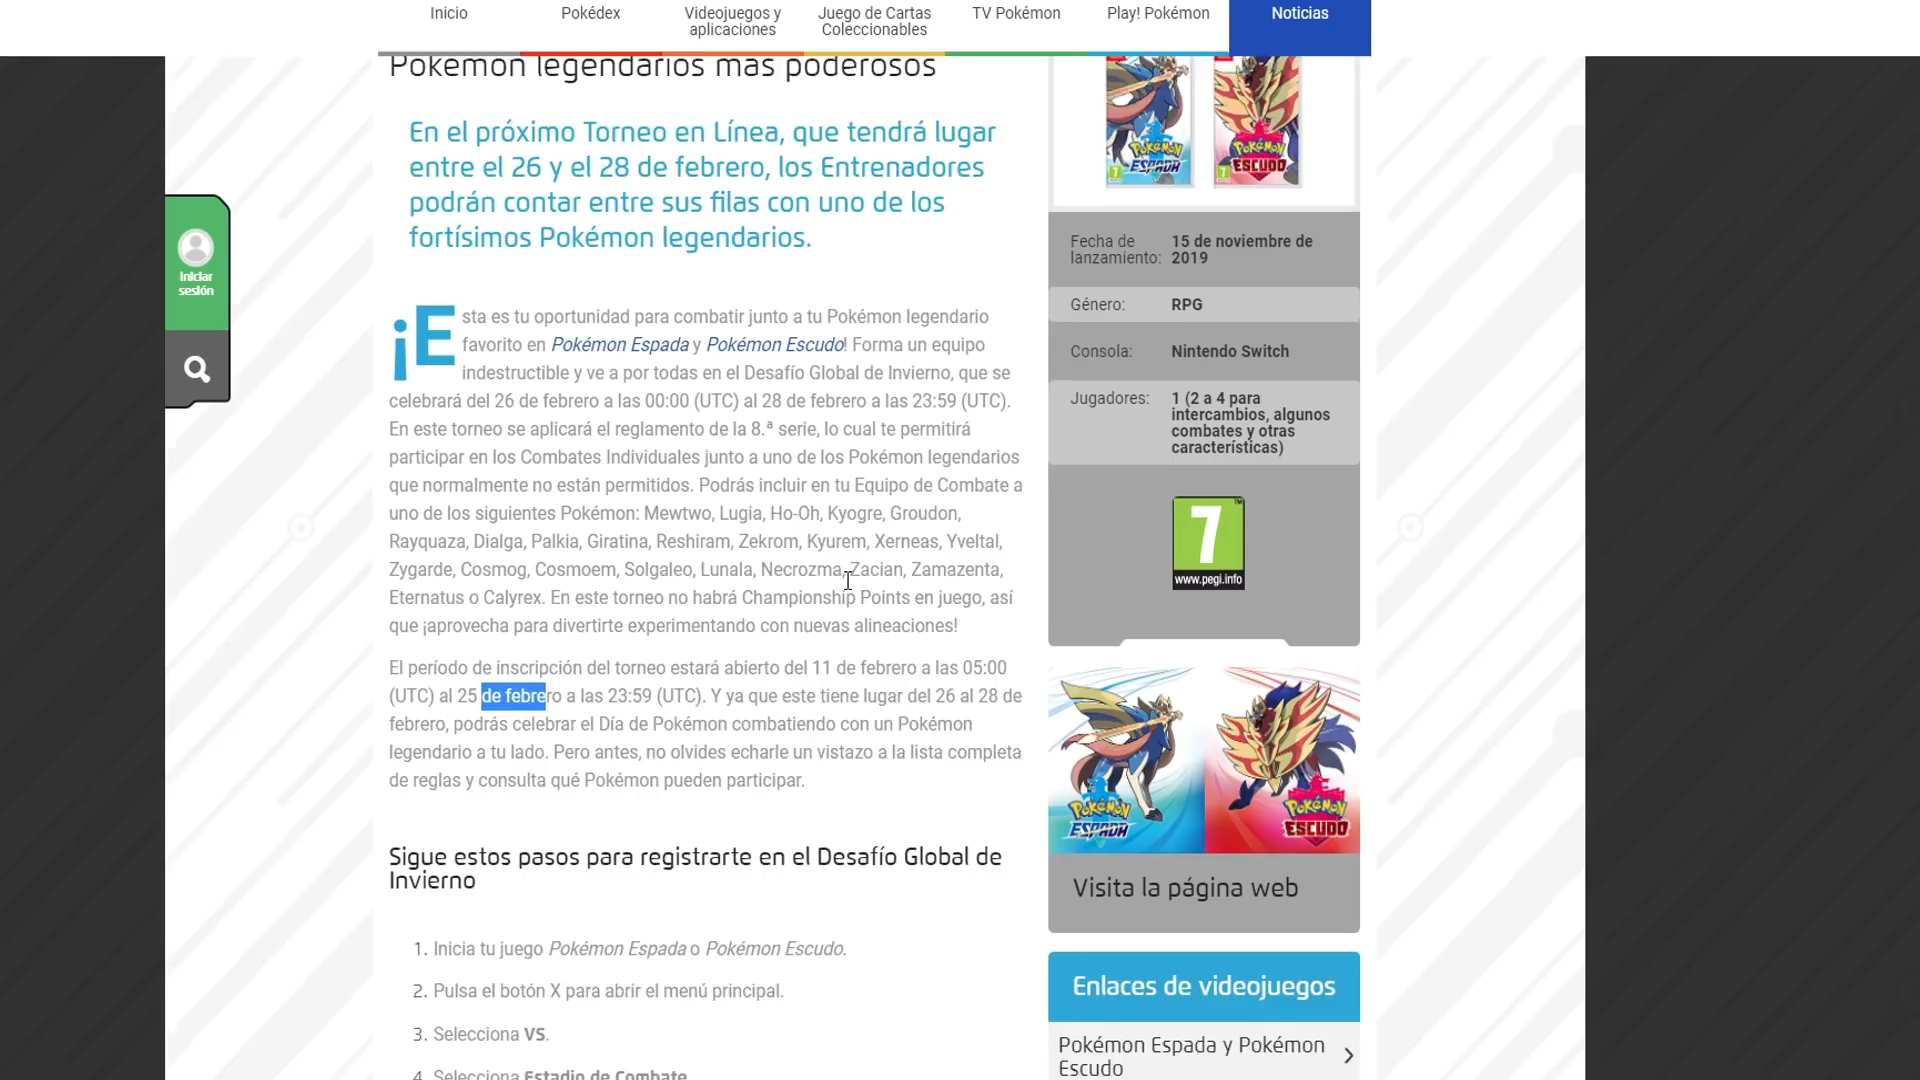 Inicio
Pokédex
Videojuegos y
aplicaciones
Juego de Cartas
Coleccionables
TV Pokémon
Play! Pokémon
Noticias
Pokémon legendarios más poderosos
En el próximo Torneo en Línea, que tendrá lugar
entre el 26 y el 28 de febrero, los Entrenadores
podrán contar entre sus filas con uno de los
fortísimos Pokémon legendarios.
Iniciar
sesión
¡Esta es tu oportunidad para combatir junto a tu Pokémon legendario
favorito en Pokémon Espada y Pokémon Escudo! Forma un equipo
indestructible y ve a por todas en el Desafío Global de Invierno, que se
celebrará del 26 de febrero a las 00:00 (UTC) al 28 de febrero a las 23:59 (UTC).
En este torneo se aplicará el reglamento de la 8.ª serie, lo cual te permitirá
participar en los Combates Individuales junto a uno de los Pokémon legendarios
que normalmente no están permitidos. Podrás incluir en tu Equipo de Combate a
uno de los siguientes Pokémon: Mewtwo, Lugia, Ho-Oh, Kyogre, Groudon,
Rayquaza, Dialga, Palkia, Giratina, Reshiram, Zekrom, Kyurem, Xerneas, Yveltal,
Zygarde, Cosmog, Cosmoem, Solgaleo, Lunala, Necrozma, Zacian, Zamazenta,
Eternatus o Calyrex. En este torneo no habrá Championship Points en juego, así
que ¡aprovecha para divertirte experimentando con nuevas alineaciones!
El período de inscripción del torneo estará abierto del 11 de febrero a las 05:00
(UTC) al 25 de febrero a las 23:59 (UTC). Y ya que este tiene lugar del 26 al 28 de
febrero, podrás celebrar el Día de Pokémon combatiendo con un Pokémon
legendario a tu lado. Pero antes, no olvides echarle un vistazo a la lista completa
de reglas y consulta qué Pokémon pueden participar.
Sigue estos pasos para registrarte en el Desafío Global de
Invierno
1. Inicia tu juego Pokémon Espada o Pokémon Escudo.
2. Pulsa el botón X para abrir el menú principal.
3. Selecciona VS.
4. Selecciona Estadio de Combate.
Pokémon
ESPADA
7
Pokémon
ESCUDO
7
Fecha de
lanzamiento:
15 de noviembre de
2019
Género:
RPG
Consola:
Nintendo Switch
Jugadores:
1 (2 a 4 para
intercambios, algunos
combates y otras
características)
7
TM
www.pegi.info
Pokémon
ESPADA
Pokémon
ESCUDO
Visita la página web
Enlaces de videojuegos
Pokémon Espada y Pokémon
Escudo